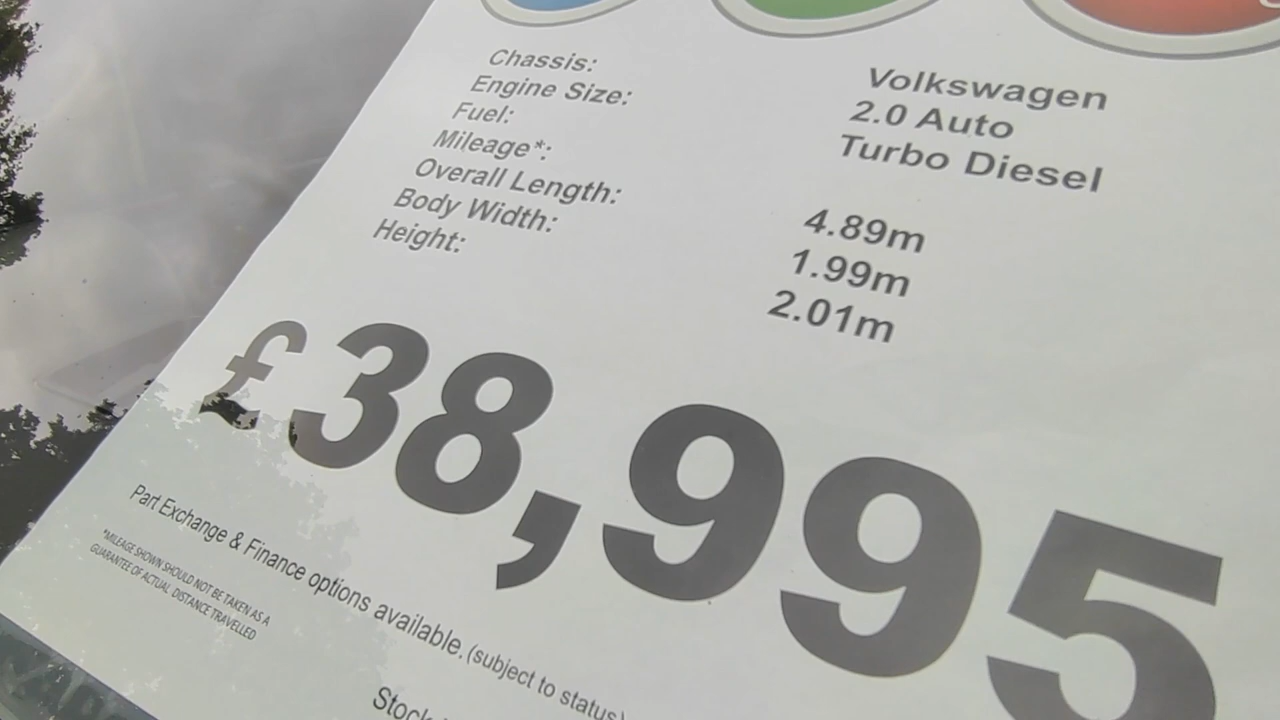 Chassis: Volkswagen
Engine Size: 2.0 Auto
Fuel: Turbo Diesel
Mileage*:
Overall Length: 4.89m
Body Width: 1.99m
Height: 2.01m
£38,995
Part Exchange & Finance options available. (subject to status)
*MILEAGE SHOWN SHOULD NOT BE TAKEN AS A
GUARANTEE OF ACTUAL DISTANCE TRAVELLED
Stock